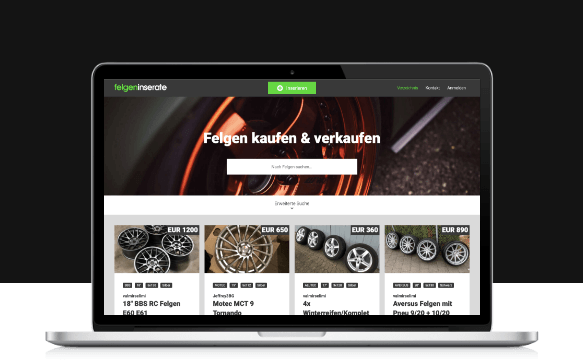 felgeninserate
Inserieren
Verzeichnis Kontakt Anmelden
Felgen kaufen & verkaufen
Nach Felgen suchen...
Erweiterte Suche
EUR 1200 EUR 650 EUR 360 EUR 890
18" BBS RC Felgen
E60 E61
Motec MCT 9
Tornando
4x
Winterreifen/Komplet
Aversus Felgen mit
Pneu 9/20 + 10/20